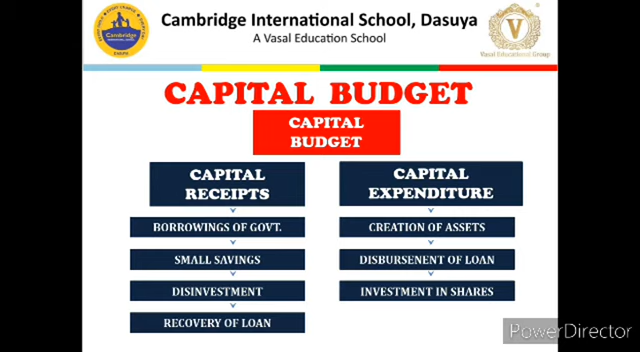 Cambridge International School, Dasuya
A Vasal Education School
Cambridge
V
Vasal Educational Group
CAPITAL BUDGET
CAPITAL
BUDGET
CAPITAL
RECEIPTS
BORROWINGS OF GOVT.
SMALL SAVINGS
DISINVESTMENT
RECOVERY OF LOAN
CAPITAL
EXPENDITURE
CREATION OF ASSETS
DISBURSENENT OF LOAN
INVESTMENT IN SHARES
PowerDirector